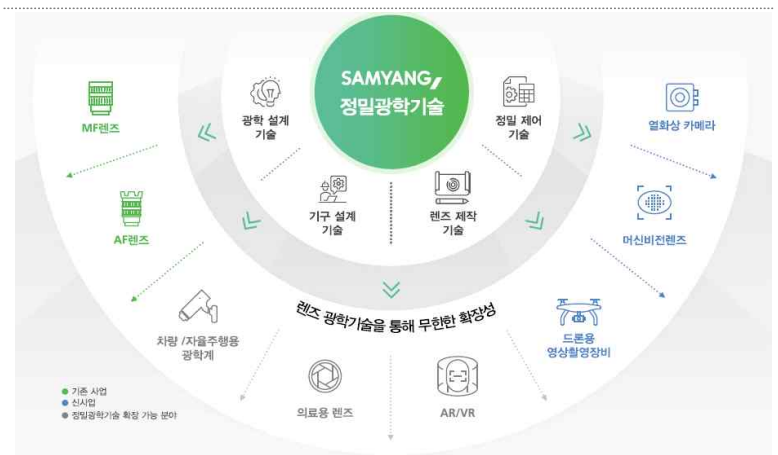 SAMYANG
정밀광학기술
광학 설계
기술
정밀 제어
기술
기구 설계
기술
렌즈 제작
기술
MF렌즈
AF렌즈
차량 /자율주행용
광학계
의료용 렌즈
AR/VR
드론용
영상촬영장비
머신비전렌즈
열화상 카메라
렌즈 광학기술을 통해 무한한 확장성
기존 사업
신사업
정밀광학기술 확장 가능 분야